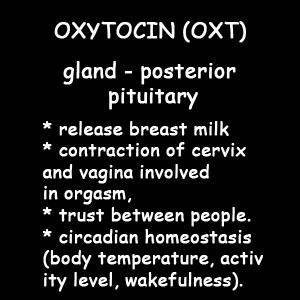 OXYTOCIN (OXT)
gland - posterior
pituitary
* release breast milk
* contraction of cervix
and vagina involved
in orgasm,
* trust between people.
* circadian homeostasis
(body temperature, activ
ity level, wakefulness).